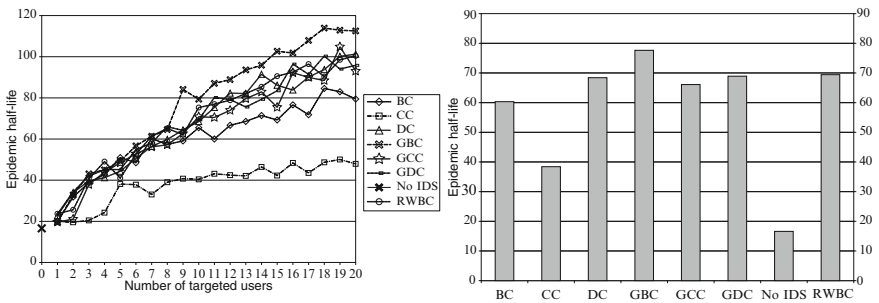 Epidemic half-life
120
100
80
60
40
20
0
0 1 2 3 4 5 6 7 8 9 10 11 12 13 14 15 16 17 18 19 20
Number of targeted users
BC
CC
DC
GBC
GCC
GDC
No IDS
RWBC
Epidemic half-life
90
80
70
60
50
40
30
20
10
0
BC CC DC GBC GCC GDC No IDS RWBC
90
80
70
60
50
40
30
20
10
0